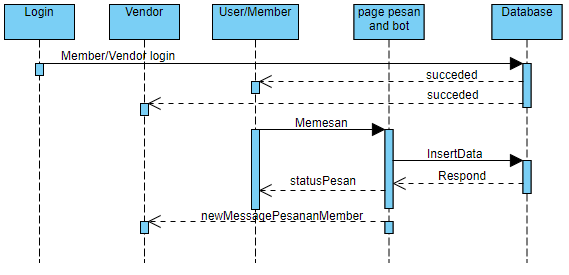 Login
Vendor
User/Member
page pesan
and bot
Database
Member/Vendor login
succeded
succeded
Memesan
InsertData
Respond
statusPesan
newMessagePesananMember